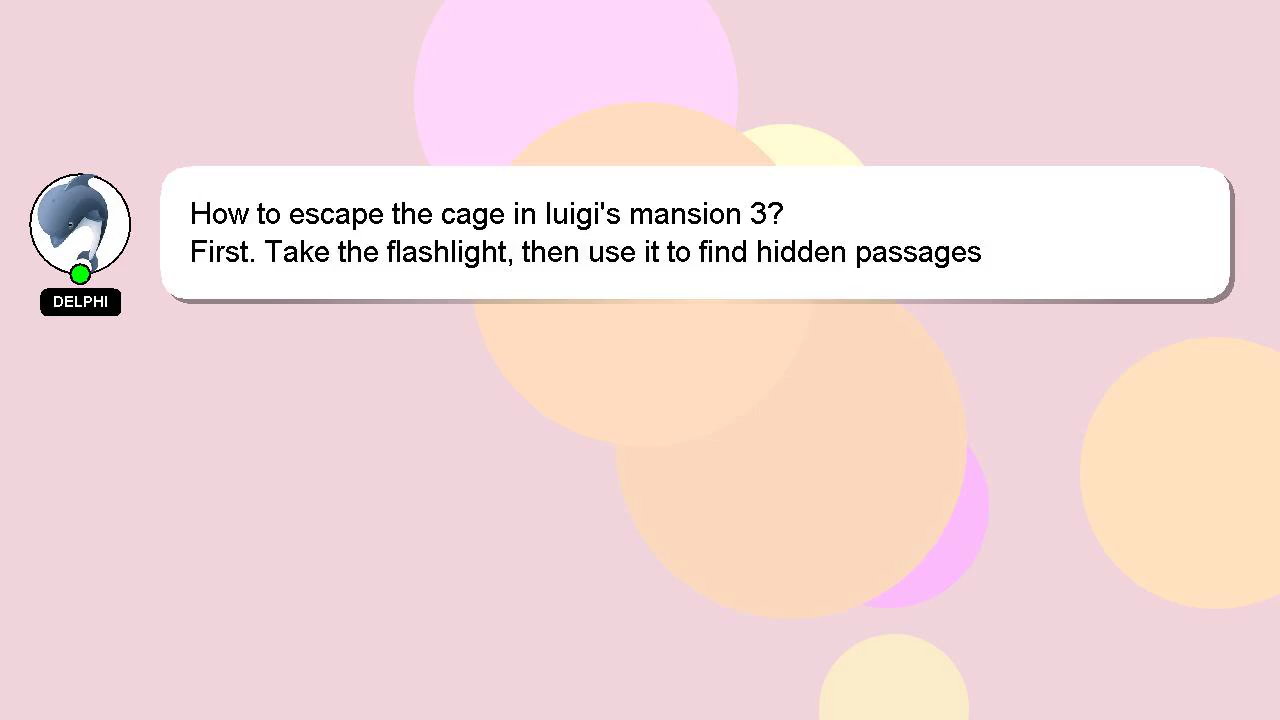 How to escape the cage in luigi's mansion 3?
First. Take the flashlight, then use it to find hidden passages
DELPHI